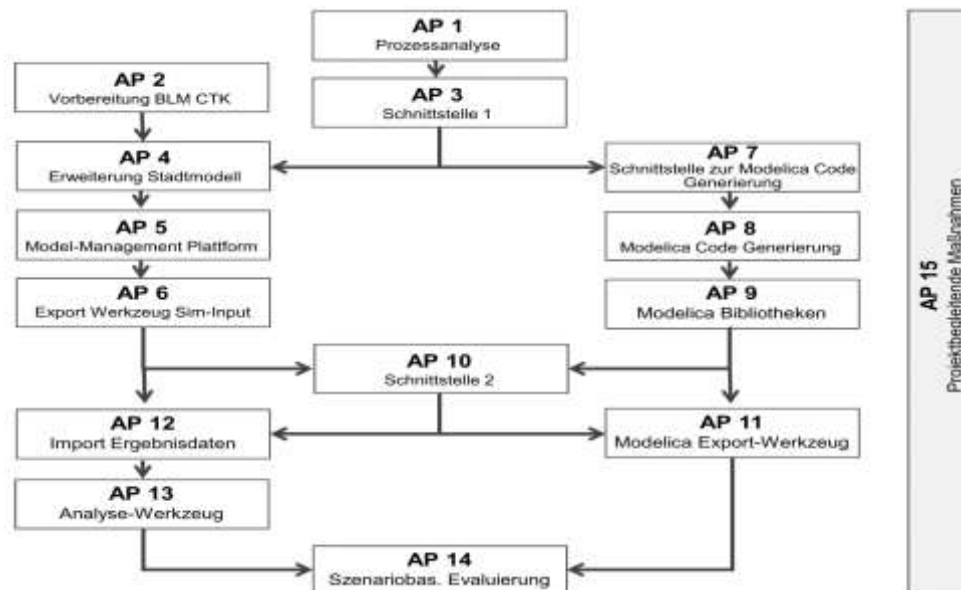 AP 1
Prozessanalyse
AP 2
Vorbereitung BLM CTK
AP 3
Schnittstelle 1
AP 4
Erweiterung Stadtmodell
AP 7
Schnittstelle zur Modelica Code
Generierung
AP 5
Model-Management Plattform
AP 8
Modelica Code Generierung
AP 6
Export Werkzeug Sim-Input
AP 9
Modelica Bibliotheken
AP 10
Schnittstelle 2
AP 12
Import Ergebnisdaten
AP 11
Modelica Export-Werkzeug
AP 13
Analyse-Werkzeug
AP 14
Szenariobas. Evaluierung
AP 15
Projektbegleitende Maßnahmen